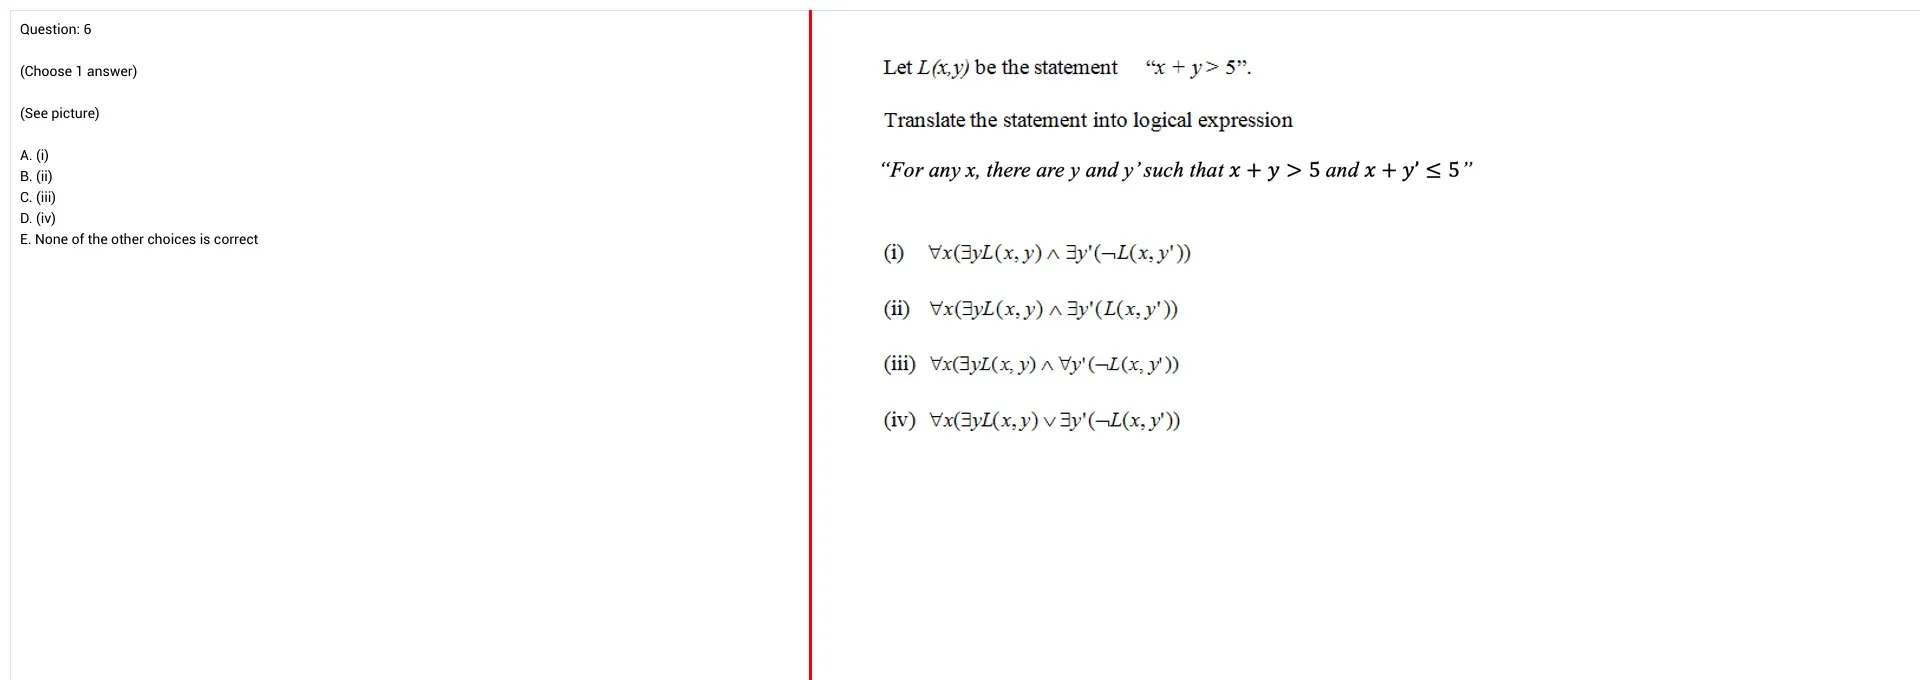 Question: 6
(Choose 1 answer)
(See picture)
A. (i)
B. (ii)
C. (iii)
D. (iv)
E. None of the other choices is correct
Let L(x,y) be the statement “x + y > 5”.
Translate the statement into logical expression
“For any x, there are y and y’ such that x + y > 5 and x + y′ ≤ 5”
(i) ∀x(∃yL(x, y) ∧ ∃y'(¬L(x, y'))
(ii) ∀x(∃yL(x, y) ∧ ∃y'(L(x, y'))
(iii) ∀x(∃yL(x, y) ∧ ∀y'(¬L(x, y'))
(iv) ∀x(∃yL(x, y) ∨ ∃y'(¬L(x, y'))